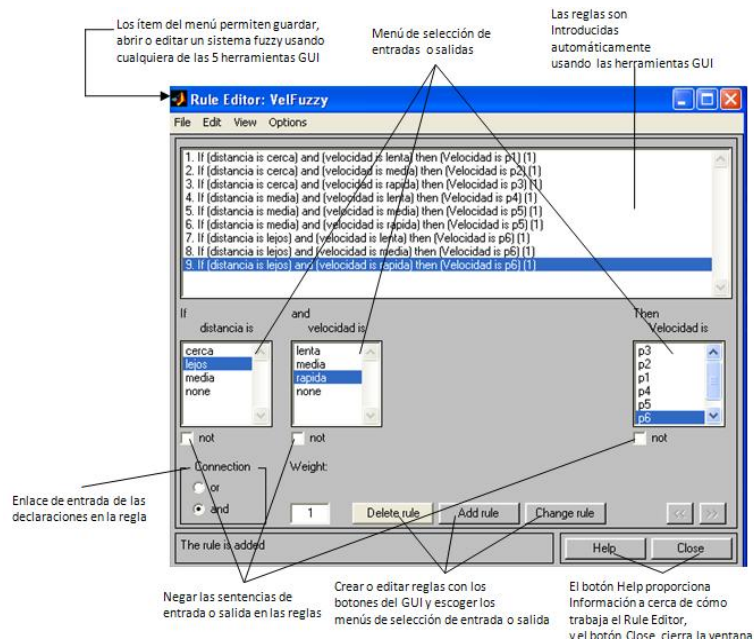 Los ítem del menú permiten guardar,
abrir o editar un sistema fuzzy usando
cualquiera de las 5 herramientas GUI
Menú de selección de
entradas o salidas
Las reglas son
Introducidas
automáticamente
usando las herramientas GUI
Rule Editor: VelFuzzy
File Edit View Options
1. If (distancia is cerca) and (velocidad is lenta) then (Velocidad is p1) (1)
2. If (distancia is cerca) and (velocidad is media) then (Velocidad is p2) (1)
3. If (distancia is cerca) and (velocidad is rapida) then (Velocidad is p3) (1)
4. If (distancia is media) and (velocidad is lenta) then (Velocidad is p4) (1)
5. If (distancia is media) and (velocidad is media) then (Velocidad is p5) (1)
6. If (distancia is media) and (velocidad is rapida) then (Velocidad is p5) (1)
7. If (distancia is lejos) and (velocidad is lenta) then (Velocidad is p6) (1)
8. If (distancia is lejos) and (velocidad is media) then (Velocidad is p6) (1)
9. If (distancia is lejos) and (velocidad is rapida) then (Velocidad is p6) (1)
If and Then
distancia is velocidad is Velocidad is
cerca lenta p3
lejos media p2
media rapida p1
none none p4
p5
p6
not not not
Connection Weight:
or
and 1 Delete rule Add rule Change rule << >>
Enlace de entrada de las
declaraciones en la regla
The rule is added Help Close
Negar las sentencias de
entrada o salida en las reglas
Crear o editar reglas con los
botones del GUI y escoger los
menús de selección de entrada o salida
El botón Help proporciona
Información a cerca de cómo
trabaja el Rule Editor,
y el botón Close cierra la ventana